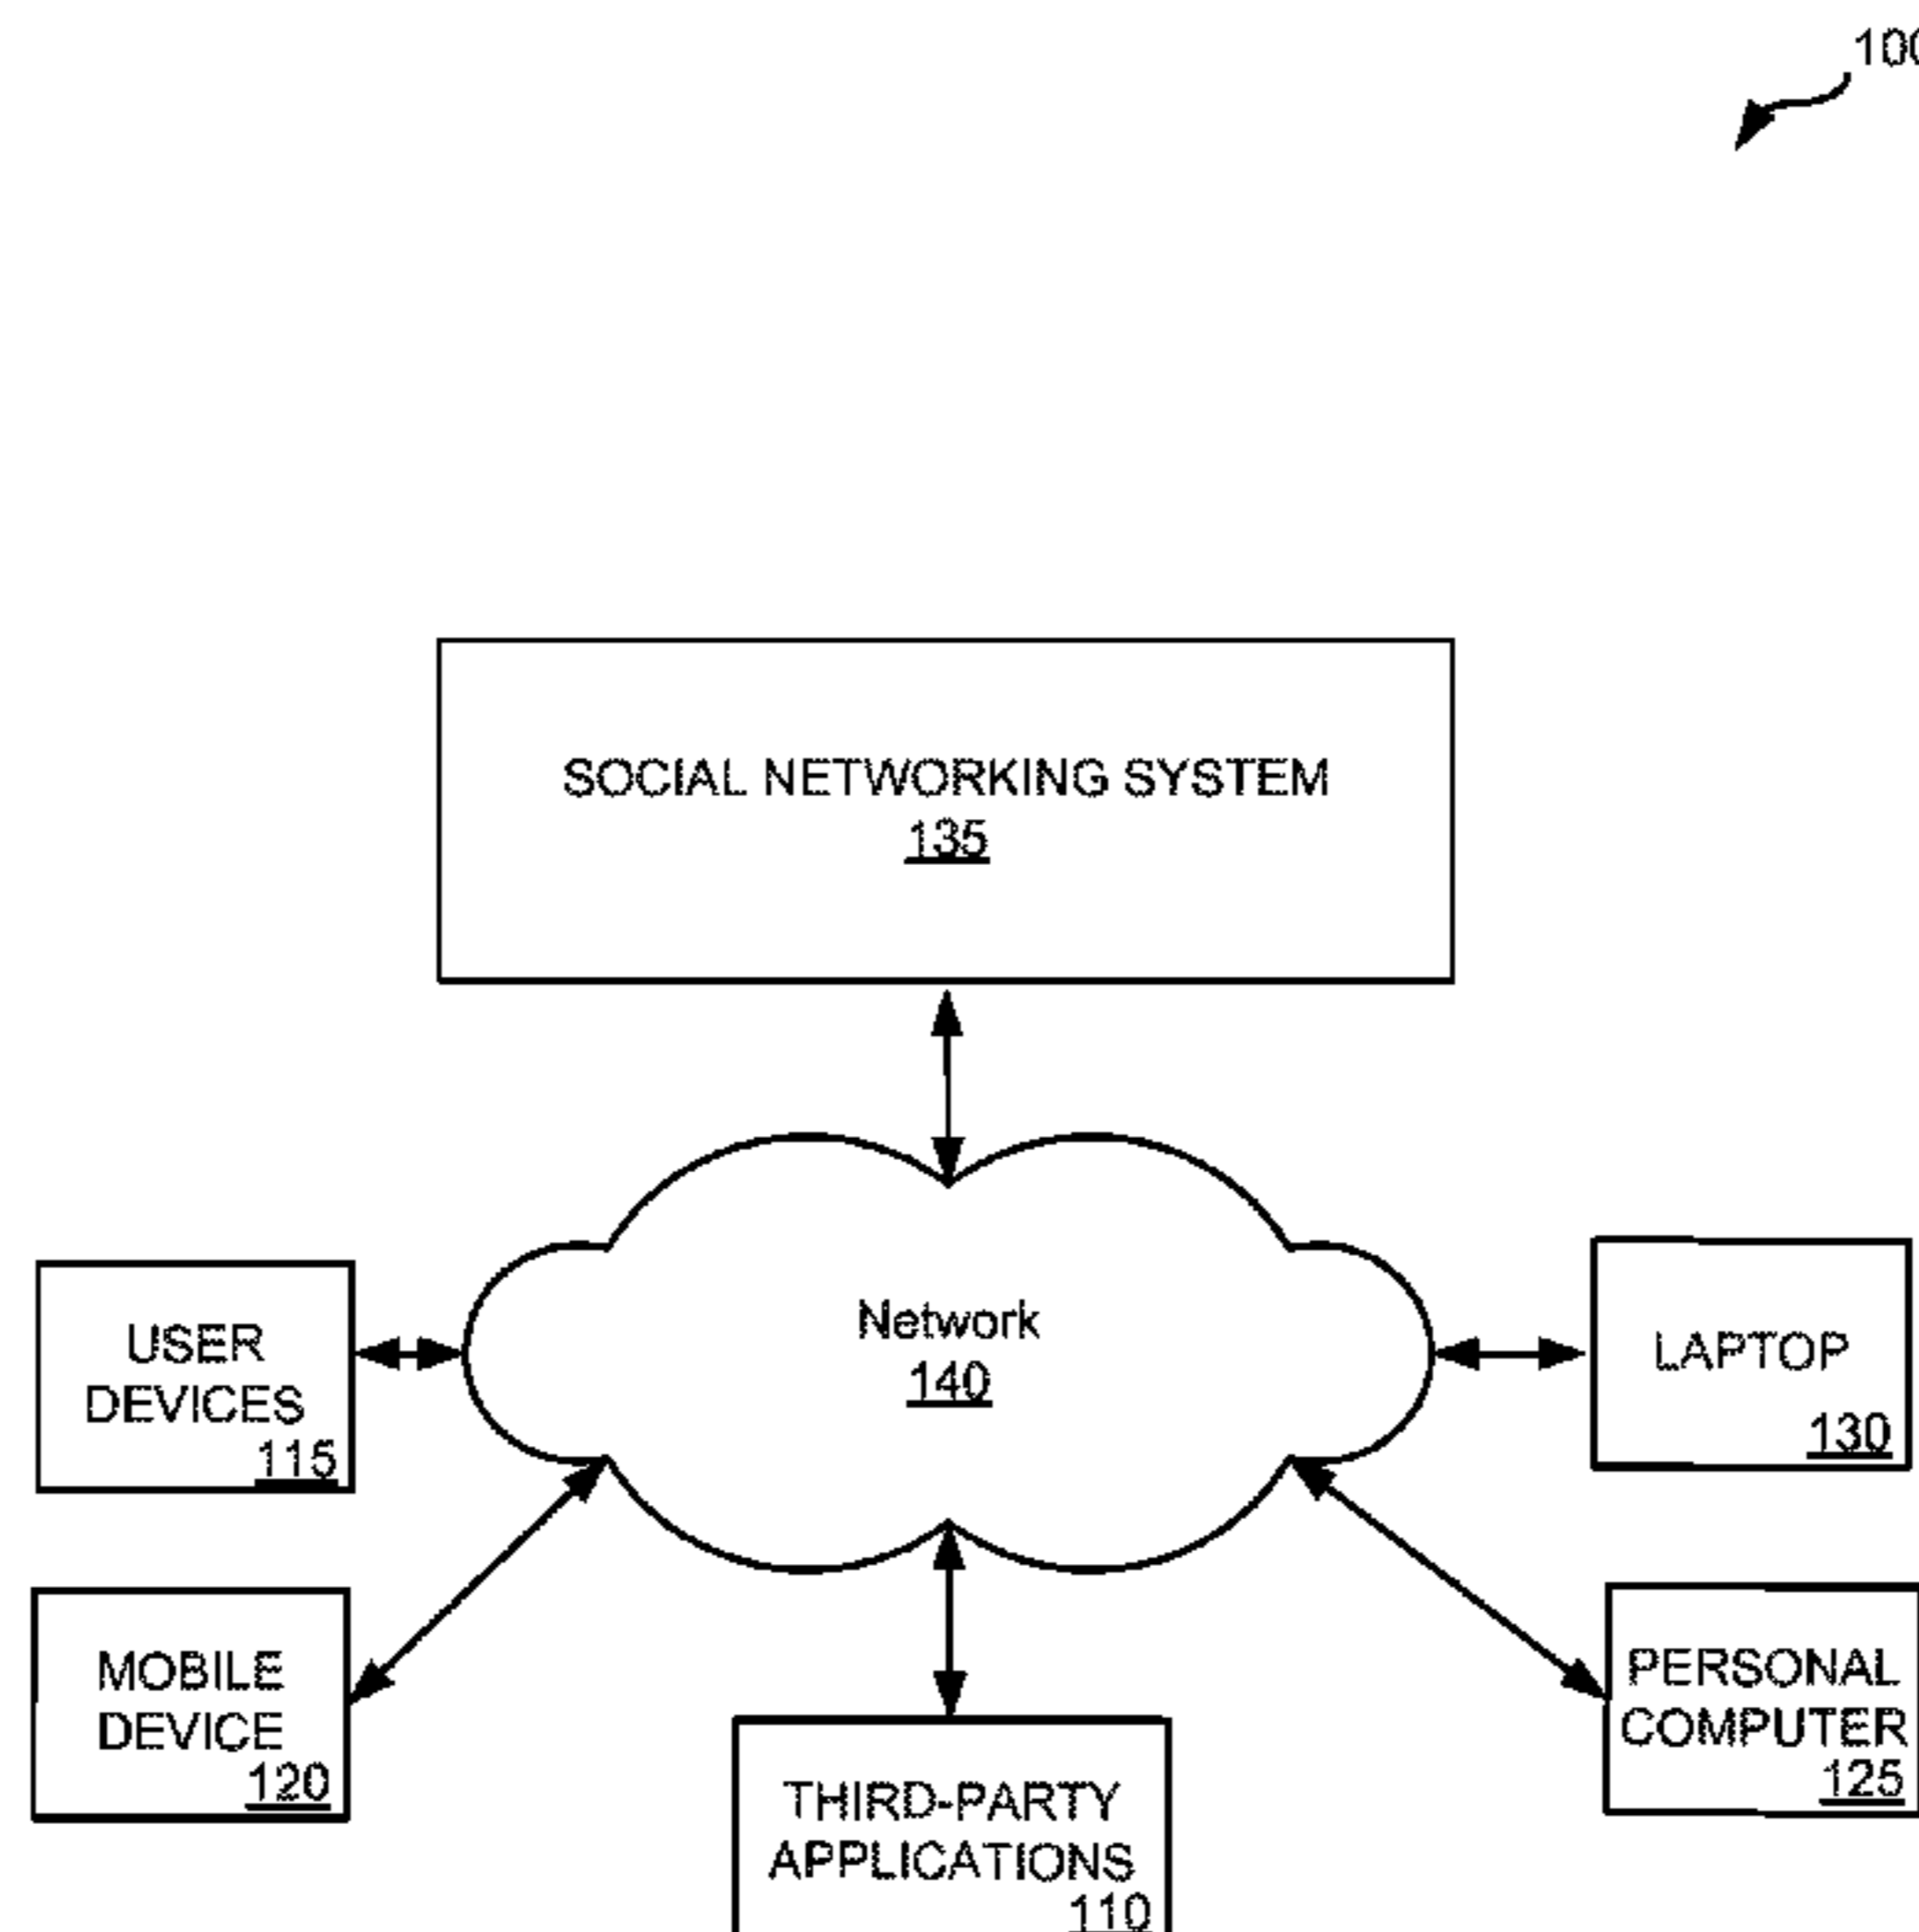 100
SOCIAL NETWORKING SYSTEM
135
Network
140
USER
DEVICES
115
LAPTOP
130
MOBILE
DEVICE
120
PERSONAL
COMPUTER
125
THIRD-PARTY
APPLICATIONS
110